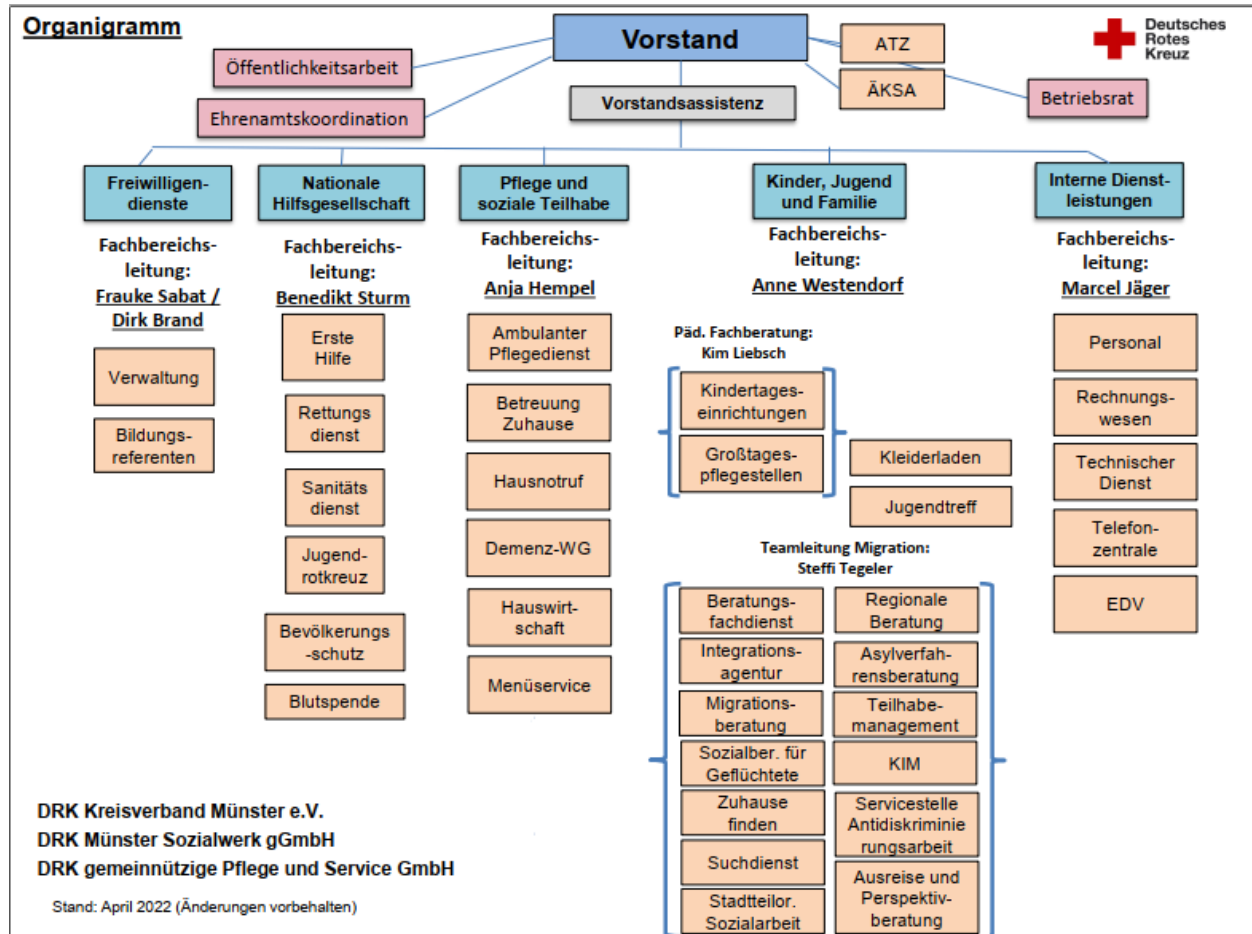 Organigramm
Vorstand
ATZ
ÄKSA
Deutsches
Rotes
Kreuz
Öffentlichkeitsarbeit
Ehrenamtskoordination
Vorstandsassistenz
Betriebsrat
Freiwilligen-
dienste
Fachbereichs-
leitung:
Frauke Sabat /
Dirk Brand
Verwaltung
Bildungs-
referenten
Nationale
Hilfsgesellschaft
Fachbereichs-
leitung:
Benedikt Sturm
Erste
Hilfe
Rettungs
dienst
Sanitäts
dienst
Jugend-
rotkreuz
Bevölkerungs
-schutz
Blutspende
Pflege und
soziale Teilhabe
Fachbereichs-
leitung:
Anja Hempel
Ambulanter
Pflegedienst
Betreuung
Zuhause
Hausnotruf
Demenz-WG
Hauswirt-
schaft
Menüservice
Kinder, Jugend
und Familie
Fachbereichs-
leitung:
Anne Westendorf
Päd. Fachberatung:
Kim Liebsch
Kindertages
einrichtungen
Großtages
pflegestellen
Kleiderladen
Jugendtreff
Teamleitung Migration:
Steffi Tegeler
Beratungs-
fachdienst
Integrations-
agentur
Migrations-
beratung
Sozialber. für
Geflüchtete
Zuhause
finden
Suchdienst
Stadtteilor.
Sozialarbeit
Regionale
Beratung
Asylverfah-
rensberatung
Teilhabe-
management
KIM
Servicestelle
Antidiskriminie
rungsarbeit
Ausreise und
Perspektiv-
beratung
Interne Dienst-
leistungen
Fachbereichs-
leitung:
Marcel Jäger
Personal
Rechnungs-
wesen
Technischer
Dienst
Telefon-
zentrale
EDV
DRK Kreisverband Münster e.V.
DRK Münster Sozialwerk gGmbH
DRK gemeinnützige Pflege und Service GmbH
Stand: April 2022 (Änderungen vorbehalten)